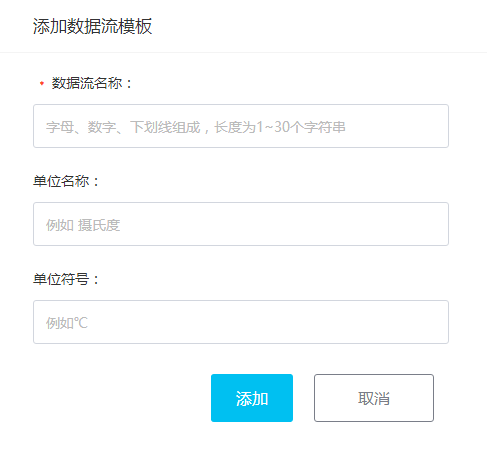 添加数据流模板
• 数据流名称：
字母、数字、下划线组成，长度为1~30个字符串
单位名称：
例如 摄氏度
单位符号：
例如℃
添加 取消